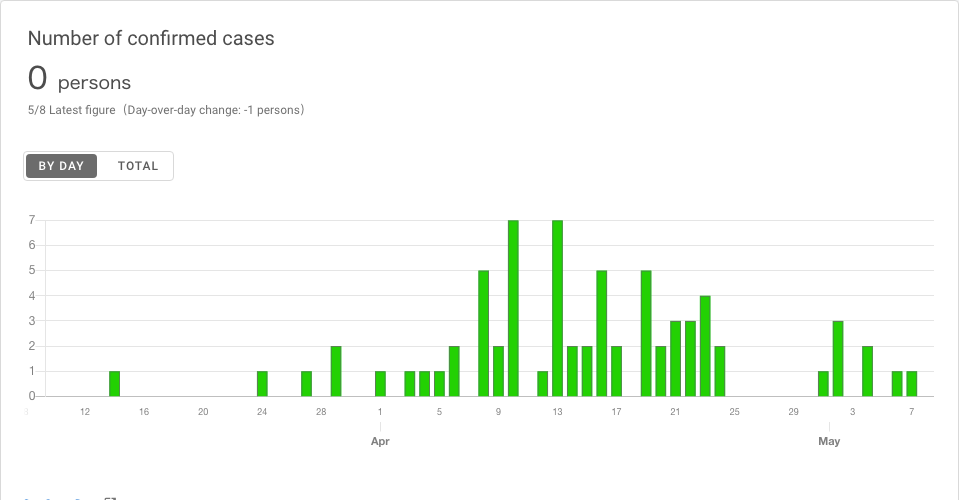 Number of confirmed cases
0 persons
5/8 Latest figure（Day-over-day change: -1 persons）
BY DAY TOTAL
7
6
5
4
3
2
1
0
12 16 20 24 28 1 5 9 13 17 21 25 29 3 7
Apr May